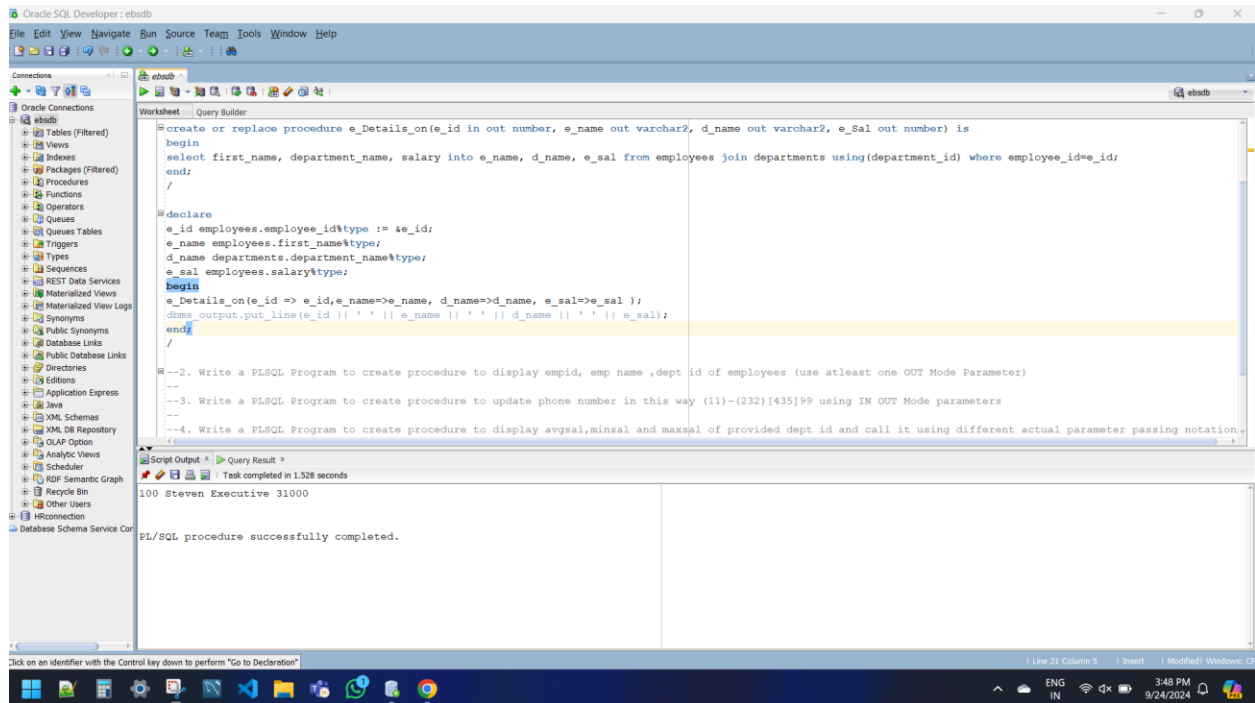 Oracle SQL Developer : ebsdb
File Edit View Navigate Run Source Team Tools Window Help
Connections
ebsdb
ebsdb
Oracle Connections
ebsdb
Tables (Filtered)
Views
Indexes
Packages (Filtered)
Procedures
Functions
Operators
Queues
Queues Tables
Triggers
Types
Sequences
REST Data Services
Materialized Views
Materialized View Logs
Synonyms
Public Synonyms
Database Links
Public Database Links
Directories
Editions
Application Express
Java
XML Schemas
XML DB Repository
OLAP Option
Analytic Views
Scheduler
RDF Semantic Graph
Recycle Bin
Other Users
HRconnection
Database Schema Service Con
Worksheet Query Builder
create or replace procedure e_Details_on(e_id in out number, e_name out varchar2, d_name out varchar2, e_Sal out number) is
begin
select first_name, department_name, salary into e_name, d_name, e_sal from employees join departments using(department_id) where employee_id=e_id;
end;
/
declare
e_id employees.employee_id%type := &e_id;
e_name employees.first_name%type;
d_name departments.department_name%type;
e_sal employees.salary%type;
begin
e_Details_on(e_id => e_id,e_name=>e_name, d_name=>d_name, e_sal=>e_sal );
dbms_output.put_line(e_id || ' ' || e_name || ' ' || d_name || ' ' || e_sal);
end;
/
--2. Write a PLSQL Program to create procedure to display empid, emp name ,dept id of employees (use atleast one OUT Mode Parameter)
--
--3. Write a PLSQL Program to create procedure to update phone number in this way (11)-(232)[435]99 using IN OUT Mode parameters
--
--4. Write a PLSQL Program to create procedure to display avgsal,minsal and maxsal of provided dept id and call it using different actual parameter passing notation
Script Output × Query Result ×
Task completed in 1.528 seconds
100 Steven Executive 31000
PL/SQL procedure successfully completed.
Click on an identifier with the Control key down to perform "Go to Declaration"
Line 21 Column 5 Insert Modified Windows: CR
ENG
IN
3:48 PM
9/24/2024